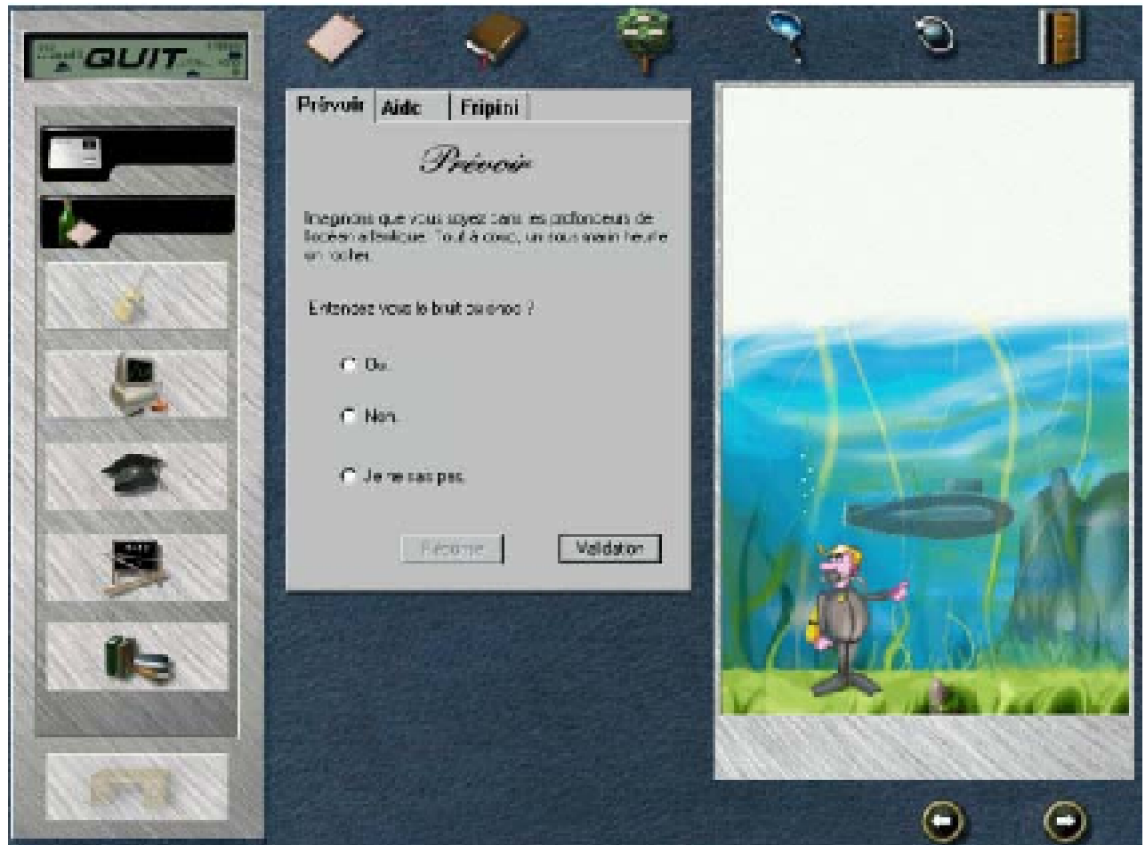 QUIT
Prévoir Aide Fripini
Prévoir
Imaginons que vous soyez dans les profondeurs de
l'océan atlantique. Tout à coup, un sous marin heurte
un rocher.
Entendez vous le bruit du choc ?
Oui.
Non.
Je ne sais pas.
Réponse Validation